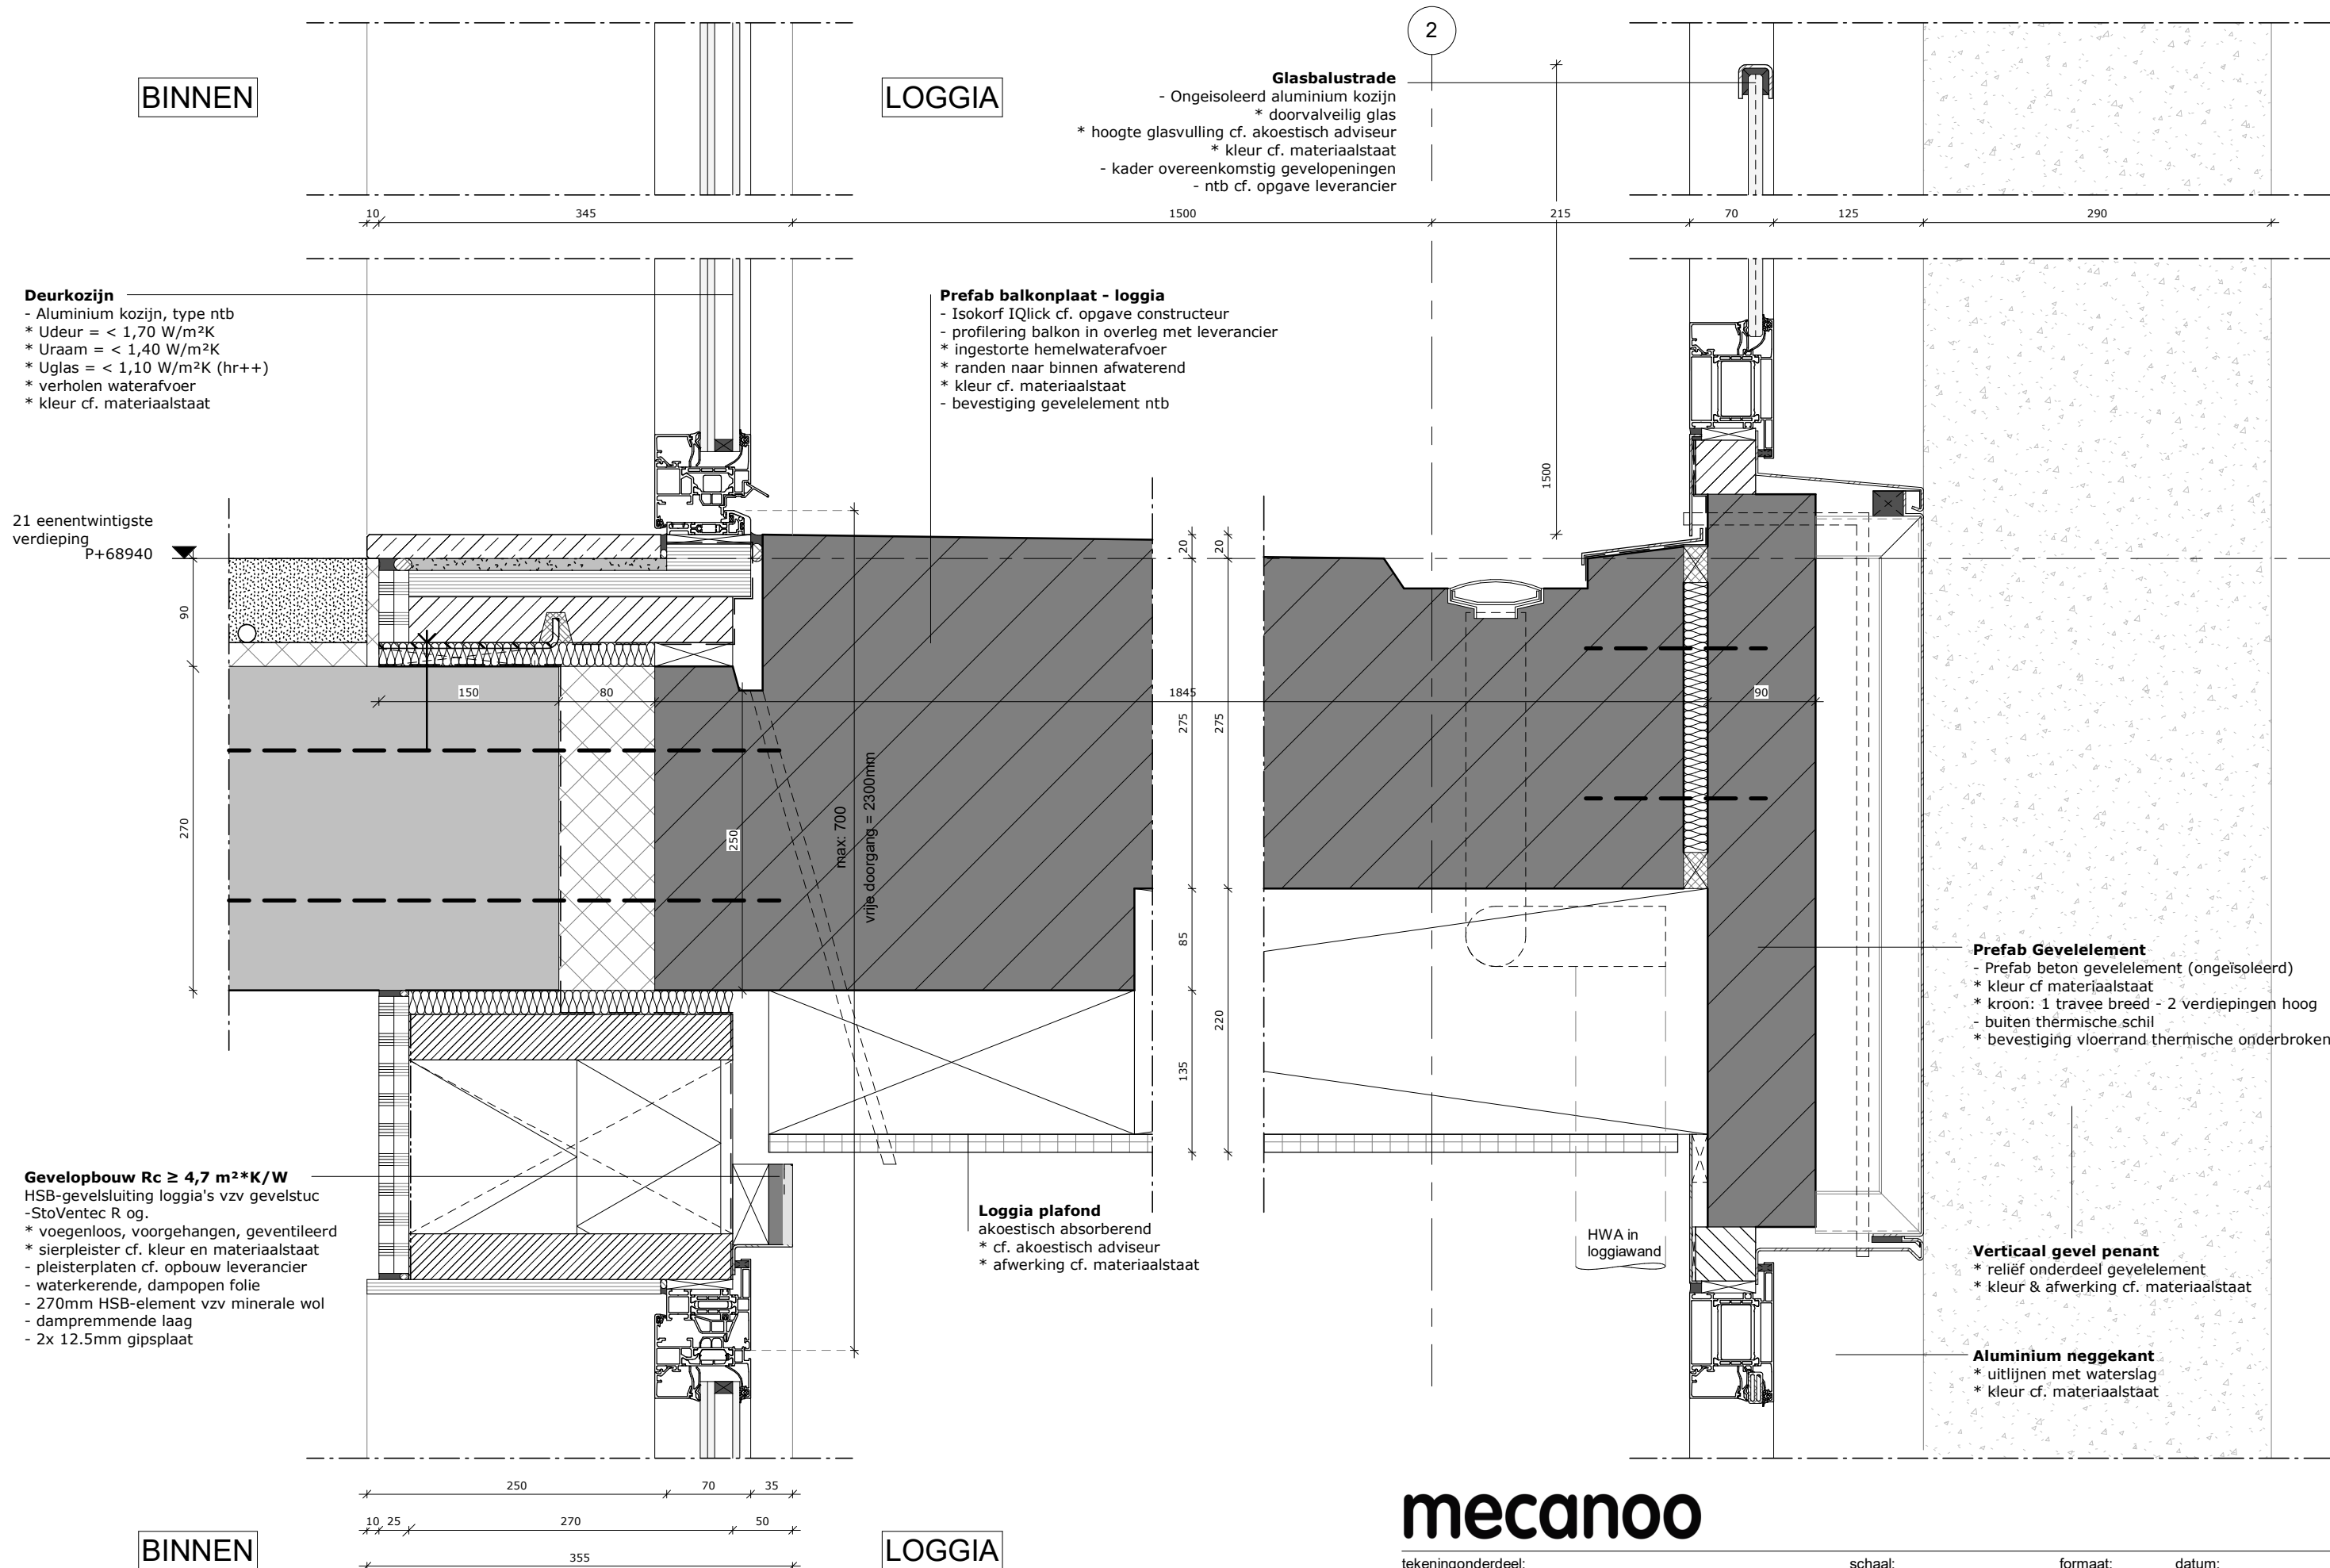 BINNEN
LOGGIA
2
Glasbalustrade
- Ongeisoleerd aluminium kozijn
* doorvalveilig glas
* hoogte glasvulling cf. akoestisch adviseur
* kleur cf. materiaalstaat
- kader overeenkomstig gevelopeningen
- ntb cf. opgave leverancier
10
345
1500
215
70
125
290
Deurkozijn
- Aluminium kozijn, type ntb
* Udeur = < 1,70 W/m²K
* Uraam = < 1,40 W/m²K
* Uglas = < 1,10 W/m²K (hr++)
* verholen waterafvoer
* kleur cf. materiaalstaat
Prefab balkonplaat - loggia
- Isokorf IQlick cf. opgave constructeur
- profilering balkon in overleg met leverancier
* ingestorte hemelwaterafvoer
* randen naar binnen afwaterend
* kleur cf. materiaalstaat
- bevestiging gevelelement ntb
1500
21 eenentwintigste
verdieping
P+68940
20
20
90
150
80
1845
90
275
275
270
250
max: 700
vrije doorgang = 2300mm
85
220
135
Prefab Gevelelement
- Prefab beton gevelelement (ongeïsoleerd)
* kleur cf materiaalstaat
* kroon: 1 travee breed - 2 verdiepingen hoog
- buiten thermische schil
* bevestiging vloerrand thermische onderbroken
Gevelopbouw Rc ≥ 4,7 m²*K/W
HSB-gevelsluiting loggia's vzv gevelstuc
-StoVentec R og.
* voegenloos, voorgehangen, geventileerd
* sierpleister cf. kleur en materiaalstaat
- pleisterplaten cf. opbouw leverancier
- waterkerende, dampopen folie
- 270mm HSB-element vzv minerale wol
- dampremmende laag
- 2x 12.5mm gipsplaat
Loggia plafond
akoestisch absorberend
* cf. akoestisch adviseur
* afwerking cf. materiaalstaat
HWA in
loggiawand
Verticaal gevel penant
* reliëf onderdeel gevelelement
* kleur & afwerking cf. materiaalstaat
Aluminium neggekant
* uitlijnen met waterslag
* kleur cf. materiaalstaat
250
70
35
10
25
270
50
355
BINNEN
LOGGIA
mecanoo
tekeningonderdeel:
schaal:
formaat:
datum: